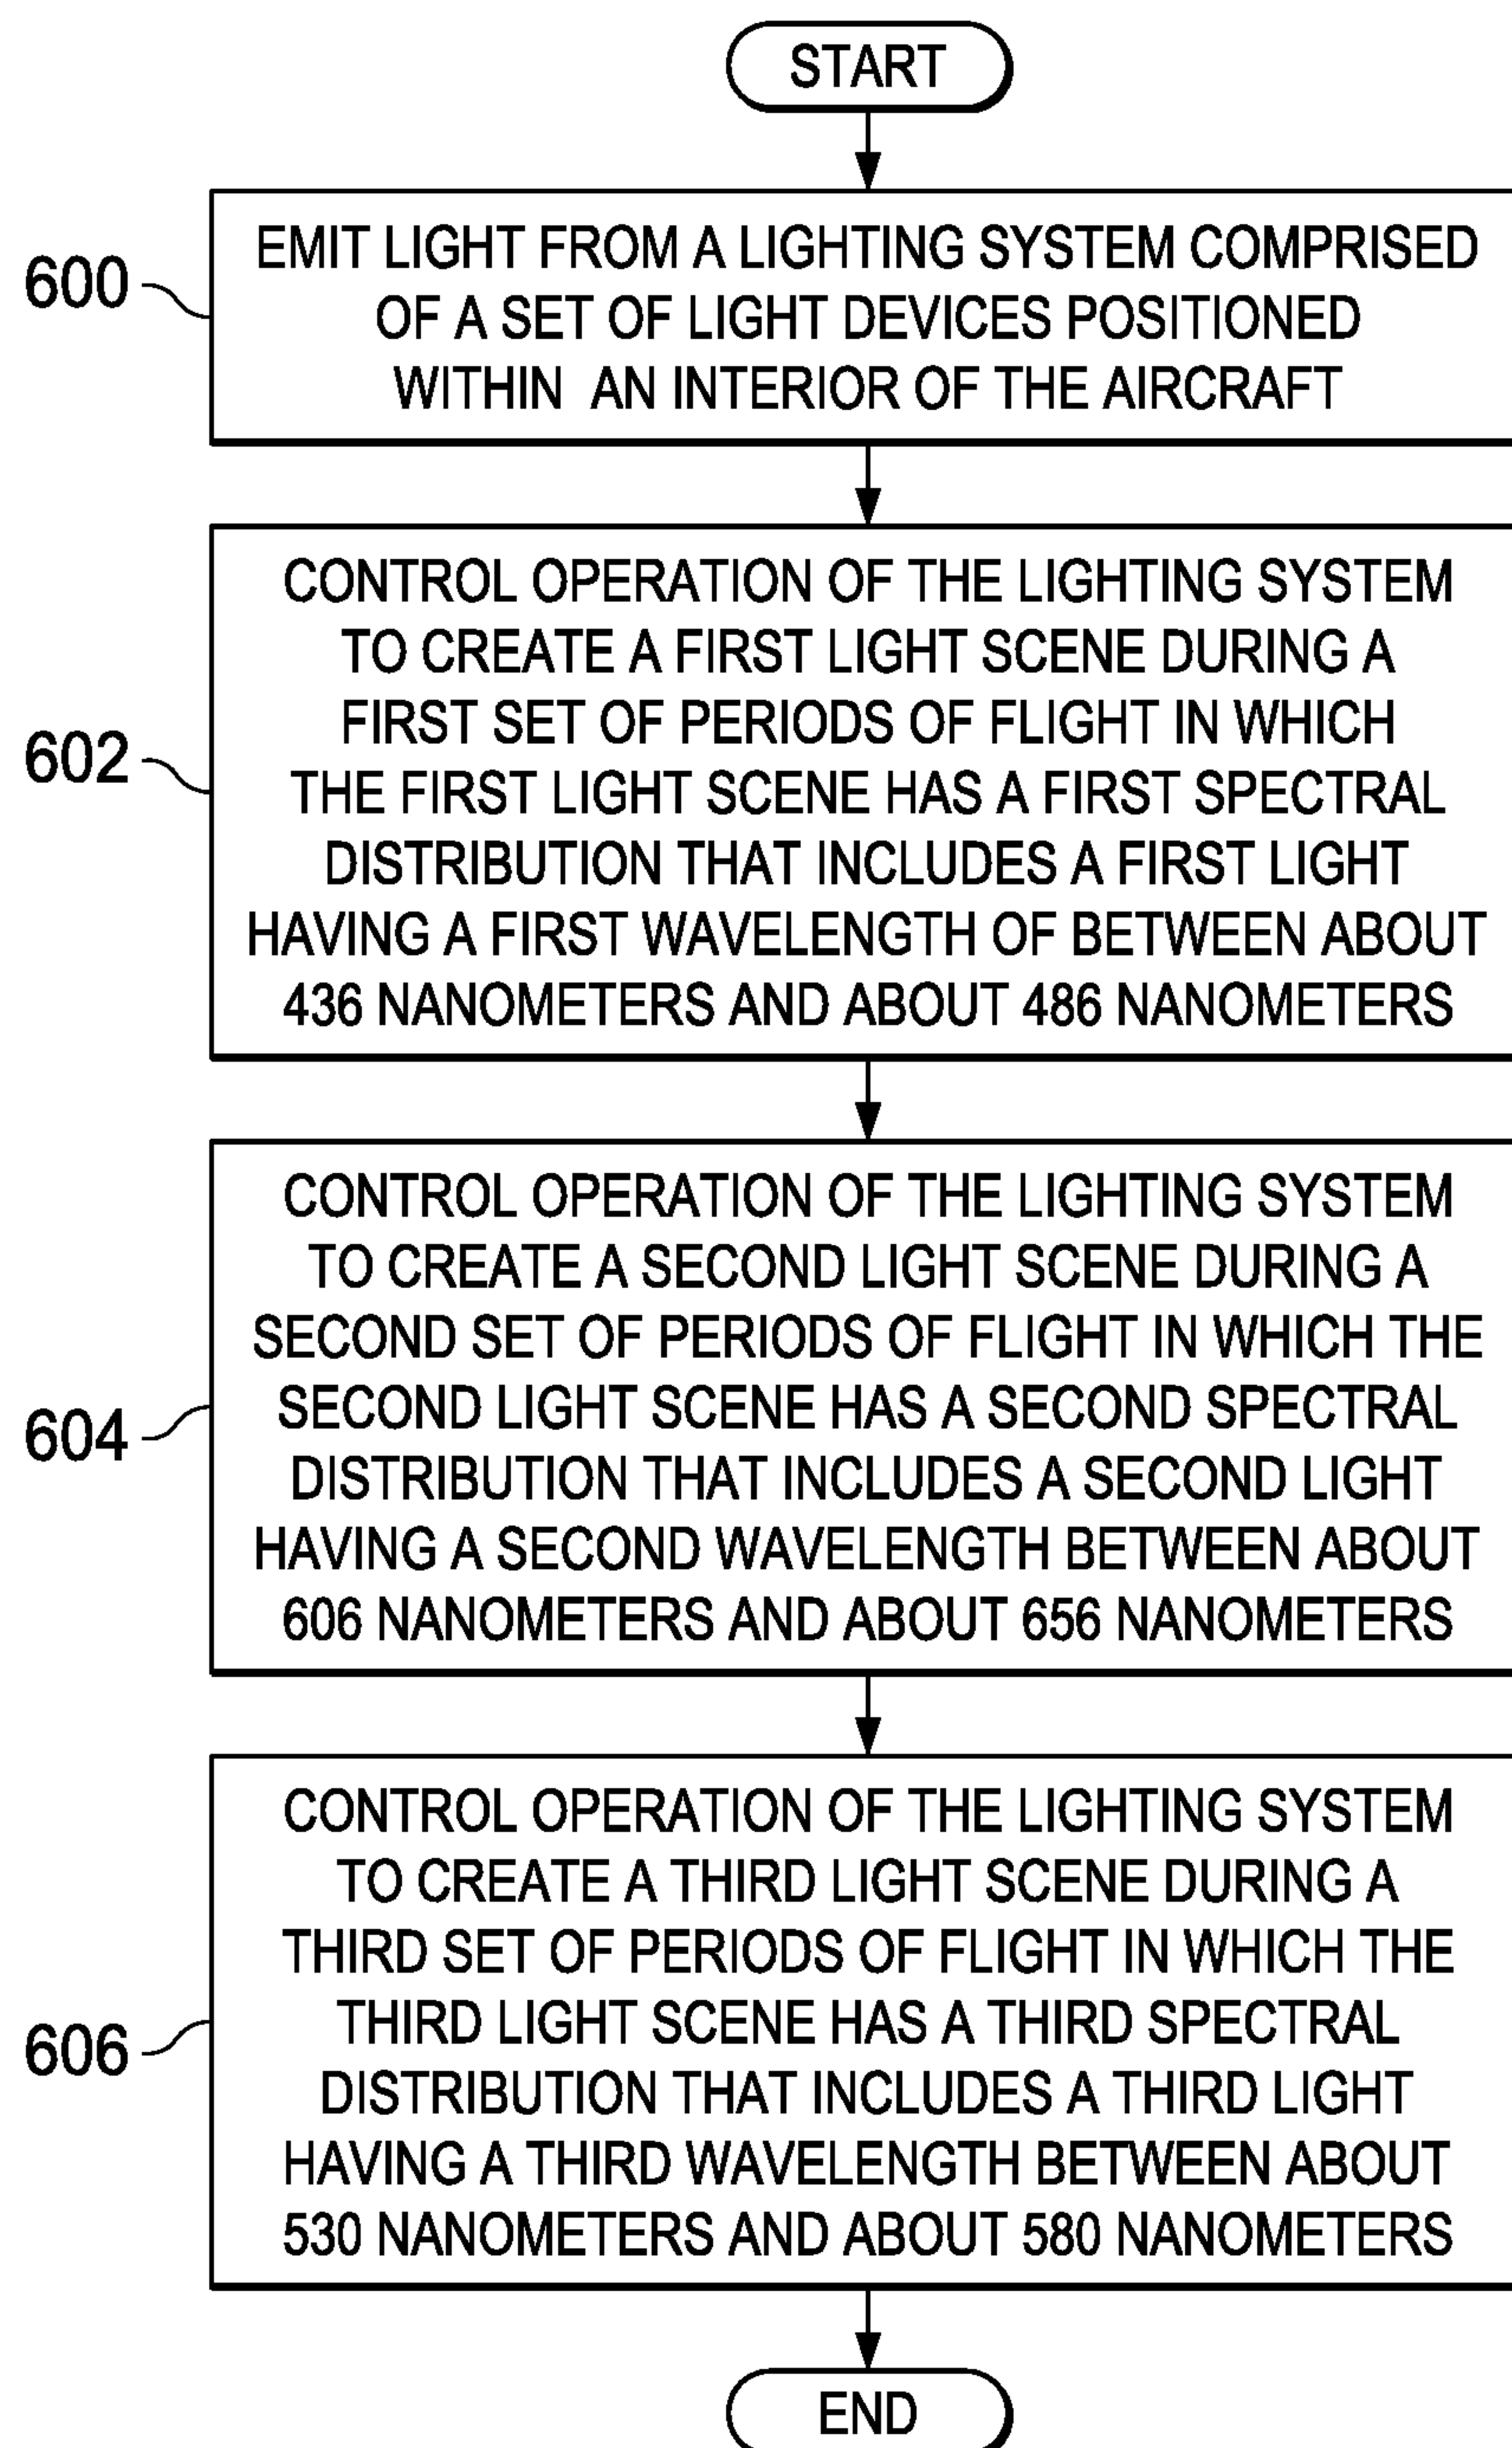 START
600
EMIT LIGHT FROM A LIGHTING SYSTEM COMPRISED
OF A SET OF LIGHT DEVICES POSITIONED
WITHIN AN INTERIOR OF THE AIRCRAFT
602
CONTROL OPERATION OF THE LIGHTING SYSTEM
TO CREATE A FIRST LIGHT SCENE DURING A
FIRST SET OF PERIODS OF FLIGHT IN WHICH
THE FIRST LIGHT SCENE HAS A FIRST SPECTRAL
DISTRIBUTION THAT INCLUDES A FIRST LIGHT
HAVING A FIRST WAVELENGTH OF BETWEEN ABOUT
436 NANOMETERS AND ABOUT 486 NANOMETERS
604
CONTROL OPERATION OF THE LIGHTING SYSTEM
TO CREATE A SECOND LIGHT SCENE DURING A
SECOND SET OF PERIODS OF FLIGHT IN WHICH THE
SECOND LIGHT SCENE HAS A SECOND SPECTRAL
DISTRIBUTION THAT INCLUDES A SECOND LIGHT
HAVING A SECOND WAVELENGTH BETWEEN ABOUT
606 NANOMETERS AND ABOUT 656 NANOMETERS
606
CONTROL OPERATION OF THE LIGHTING SYSTEM
TO CREATE A THIRD LIGHT SCENE DURING A
THIRD SET OF PERIODS OF FLIGHT IN WHICH THE
THIRD LIGHT SCENE HAS A THIRD SPECTRAL
DISTRIBUTION THAT INCLUDES A THIRD LIGHT
HAVING A THIRD WAVELENGTH BETWEEN ABOUT
530 NANOMETERS AND ABOUT 580 NANOMETERS
END